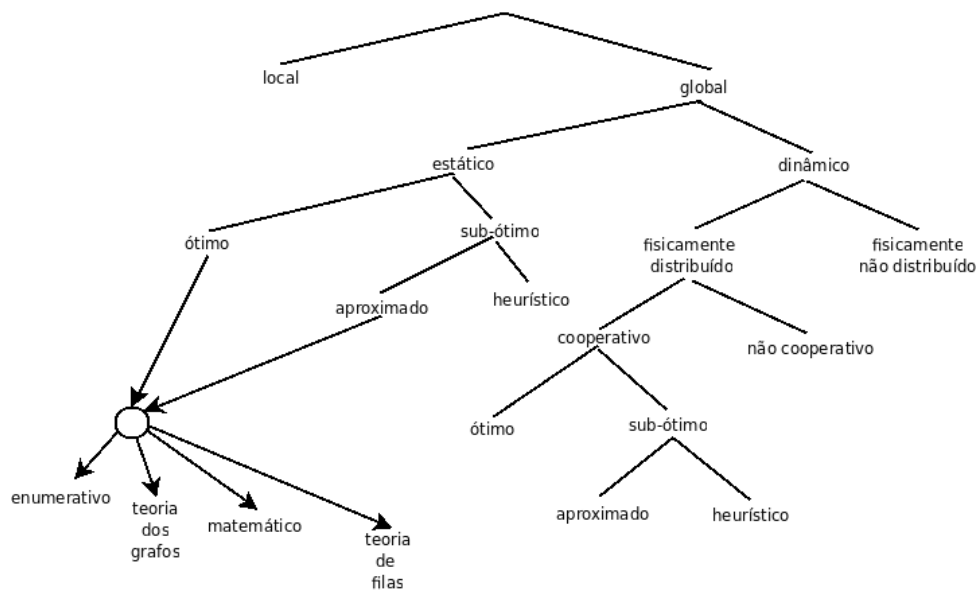 local
global
estático
dinâmico
ótimo
sub-ótimo
fisicamente
distribuído
fisicamente
não distribuído
aproximado
heurístico
cooperativo
não cooperativo
ótimo
sub-ótimo
enumerativo
teoria
dos
grafos
matemático
teoria
de
filas
aproximado
heurístico